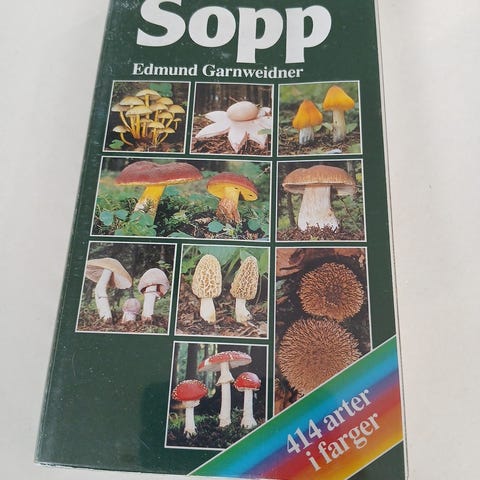 Sopp
Edmund Garnweidner
414 arter
i farger